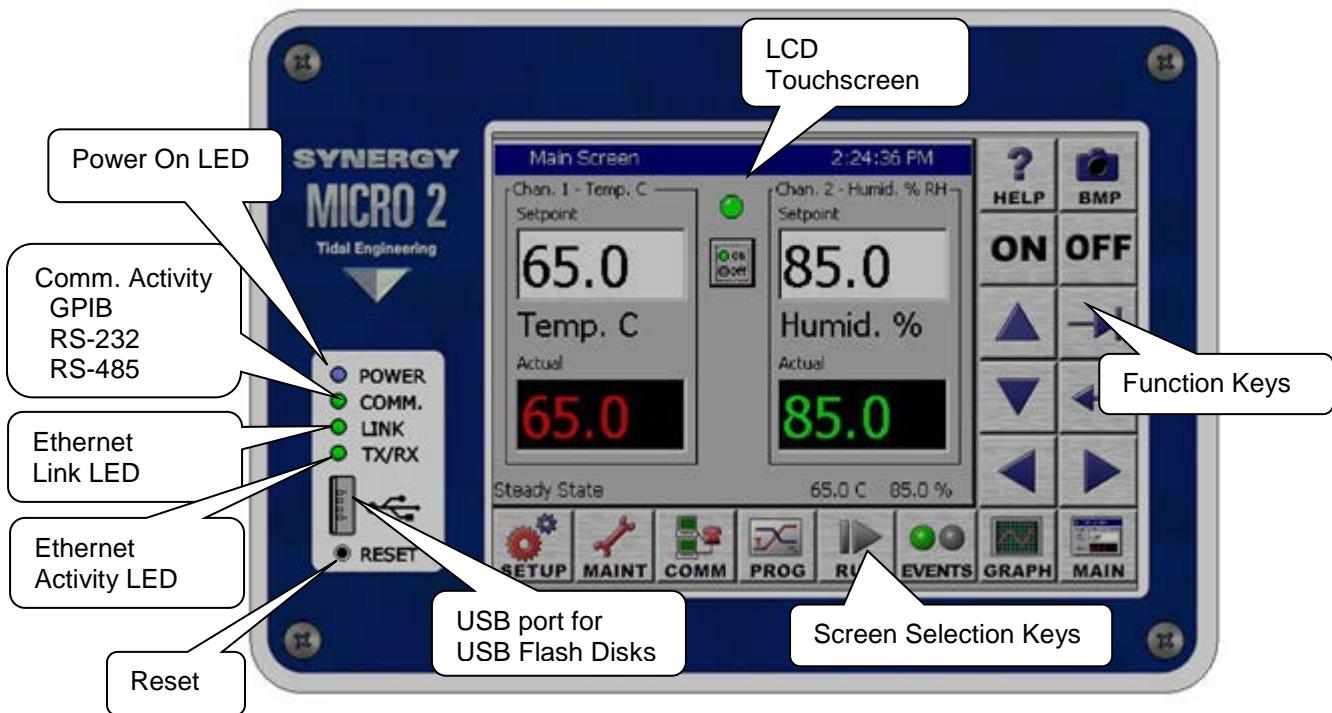 LCD
Touchscreen
Power On LED
Comm. Activity
GPIB
RS-232
RS-485
Ethernet
Link LED
Ethernet
Activity LED
Reset
SYNERGY
MICRO 2
Tidal Engineering
POWER
COMM.
LINK
TX/RX
RESET
Main Screen 2:24:36 PM
Chan. 1 - Temp. C
Setpoint
65.0
Temp. C
Actual
65.0
ON
OFF
Chan. 2 - Humid. % RH
Setpoint
85.0
Humid. %
Actual
85.0
Steady State 65.0 C 85.0 %
HELP BMP
ON OFF
SETUP MAINT COMM PROG EVENTS GRAPH MAIN
Function Keys
USB port for
USB Flash Disks
Screen Selection Keys